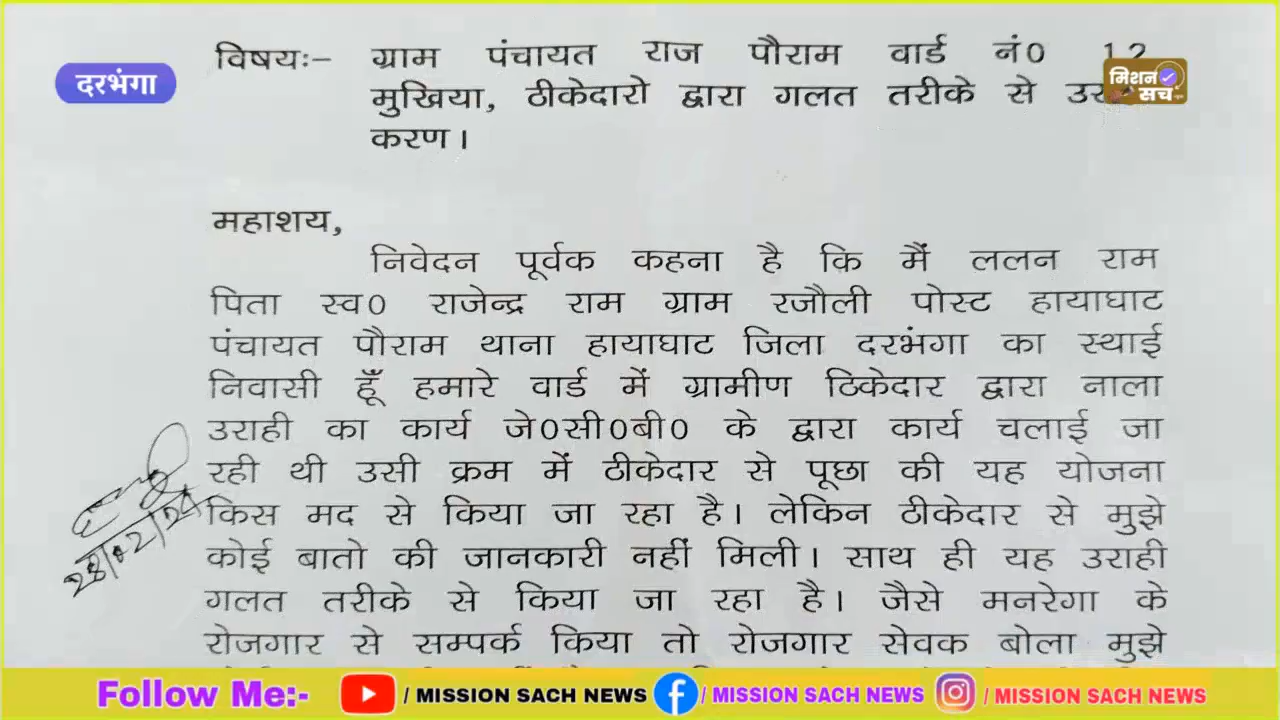 दरभंगा
विषयः– ग्राम पंचायत राज पौराम वार्ड नं0 12
मिशन
सच
मुखिया, ठीकेदारो द्वारा गलत तरीके से
करण।
महाशय,
निवेदन पूर्वक कहना है कि मैं ललन राम
पिता स्व0 राजेन्द्र राम ग्राम रजौली पोस्ट हायाघाट
पंचायत पौराम थाना हायाघाट जिला दरभंगा का स्थाई
निवासी हूँ हमारे वार्ड में ग्रामीण ठिकेदार द्वारा नाला
उराही का कार्य जे0सी0बी0 के द्वारा कार्य चलाई जा
रही थी उसी क्रम में ठीकेदार से पूछा की यह योजना
किस मद से किया जा रहा है। लेकिन ठीकेदार से मुझे
कोई बातो की जानकारी नहीं मिली। साथ ही यह उराही
गलत तरीके से किया जा रहा है। जैसे मनरेगा के
रोजगार से सम्पर्क किया तो रोजगार सेवक बोला मुझे
Follow Me:- / MISSION SACH NEWS / MISSION SACH NEWS / MISSION SACH NEWS